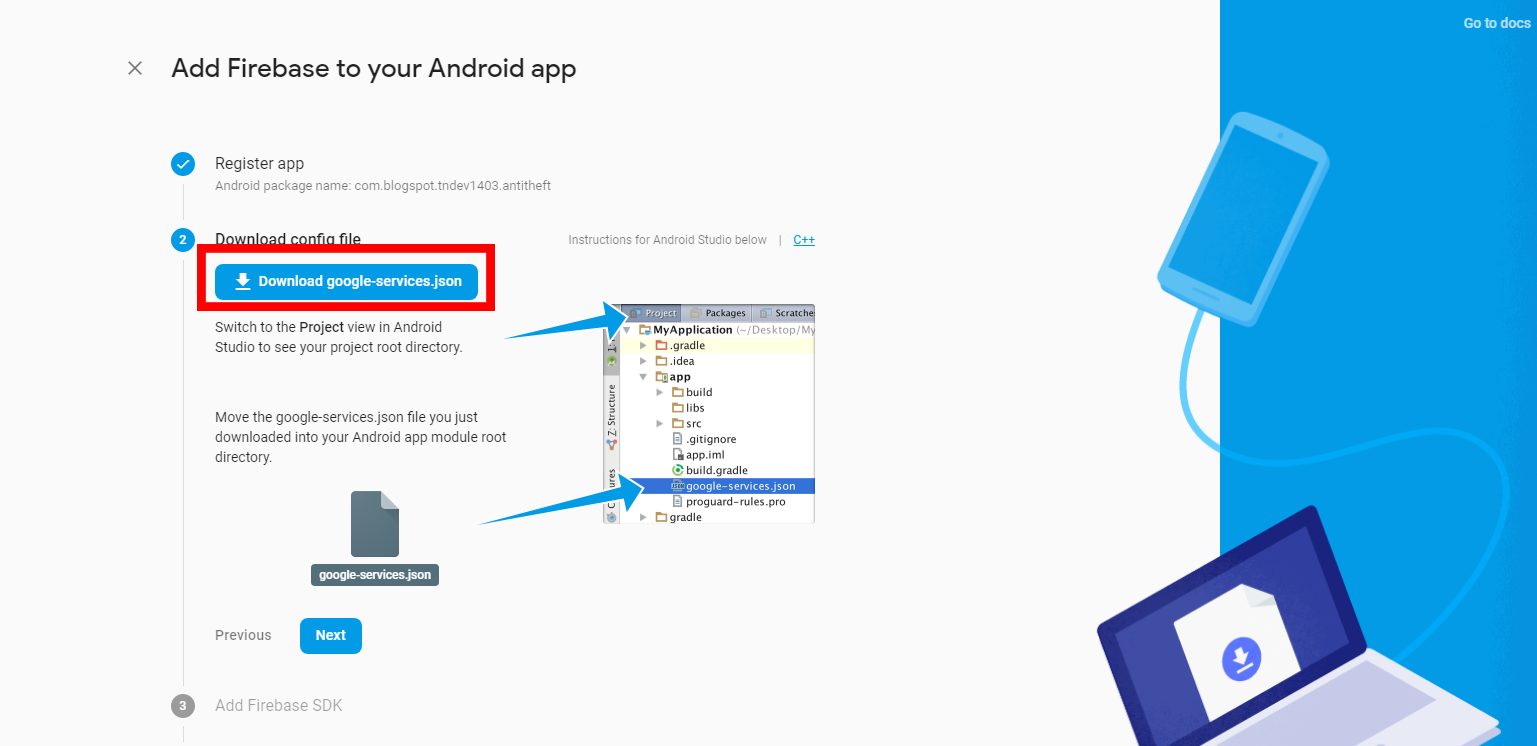 Go to docs
Add Firebase to your Android app
Register app
Android package name: com.blogspot.tndev1403.antitheft
2
Download config file
Instructions for Android Studio below | C++
Download google-services.json
Switch to the Project view in Android
Studio to see your project root directory.
Project Packages Scratches
MyApplication (~/Desktop/My
.gradle
.idea
app
build
libs
Z: Structure
src
.gitignore
app.iml
build.gradle
google-services.json
proguard-rules.pro
gradle
Move the google-services.json file you just
downloaded into your Android app module root
directory.
google-services.json
Previous
Next
3
Add Firebase SDK